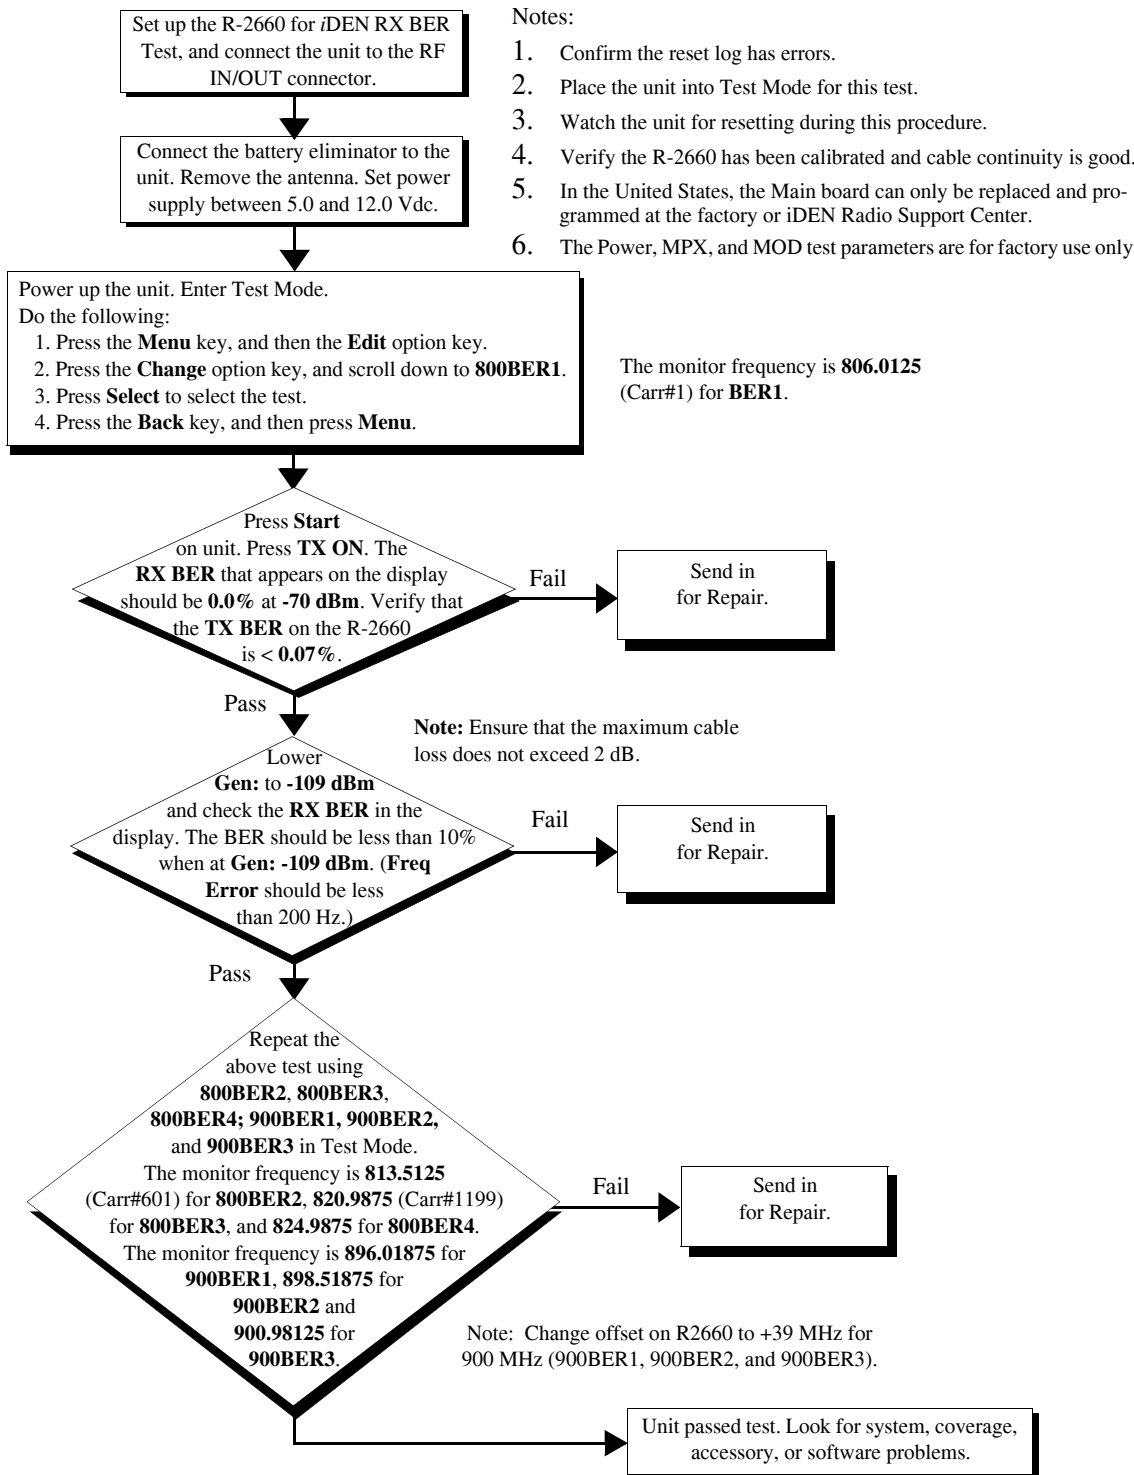 Set up the R-2660 for iDEN RX BER
Test, and connect the unit to the RF
IN/OUT connector.
Connect the battery eliminator to the
unit. Remove the antenna. Set power
supply between 5.0 and 12.0 Vdc.
Notes:
1. Confirm the reset log has errors.
2. Place the unit into Test Mode for this test.
3. Watch the unit for resetting during this procedure.
4. Verify the R-2660 has been calibrated and cable continuity is good.
5. In the United States, the Main board can only be replaced and pro-
grammed at the factory or iDEN Radio Support Center.
6. The Power, MPX, and MOD test parameters are for factory use only
Power up the unit. Enter Test Mode.
Do the following:
1. Press the Menu key, and then the Edit option key.
2. Press the Change option key, and scroll down to 800BER1.
3. Press Select to select the test.
4. Press the Back key, and then press Menu.
The monitor frequency is 806.0125
(Carr#1) for BER1.
Press Start
on unit. Press TX ON. The
RX BER that appears on the display
should be 0.0% at -70 dBm. Verify that
the TX BER on the R-2660
is < 0.07%.
Fail
Send in
for Repair.
Pass
Note: Ensure that the maximum cable
loss does not exceed 2 dB.
Lower
Gen: to -109 dBm
and check the RX BER in the
display. The BER should be less than 10%
when at Gen: -109 dBm. (Freq
Error should be less
than 200 Hz.)
Fail
Send in
for Repair.
Pass
Repeat the
above test using
800BER2, 800BER3,
800BER4; 900BER1, 900BER2,
and 900BER3 in Test Mode.
The monitor frequency is 813.5125
(Carr#601) for 800BER2, 820.9875 (Carr#1199)
for 800BER3, and 824.9875 for 800BER4.
The monitor frequency is 896.01875 for
900BER1, 898.51875 for
900BER2 and
900.98125 for
900BER3.
Fail
Send in
for Repair.
Note: Change offset on R2660 to +39 MHz for
900 MHz (900BER1, 900BER2, and 900BER3).
Unit passed test. Look for system, coverage,
accessory, or software problems.